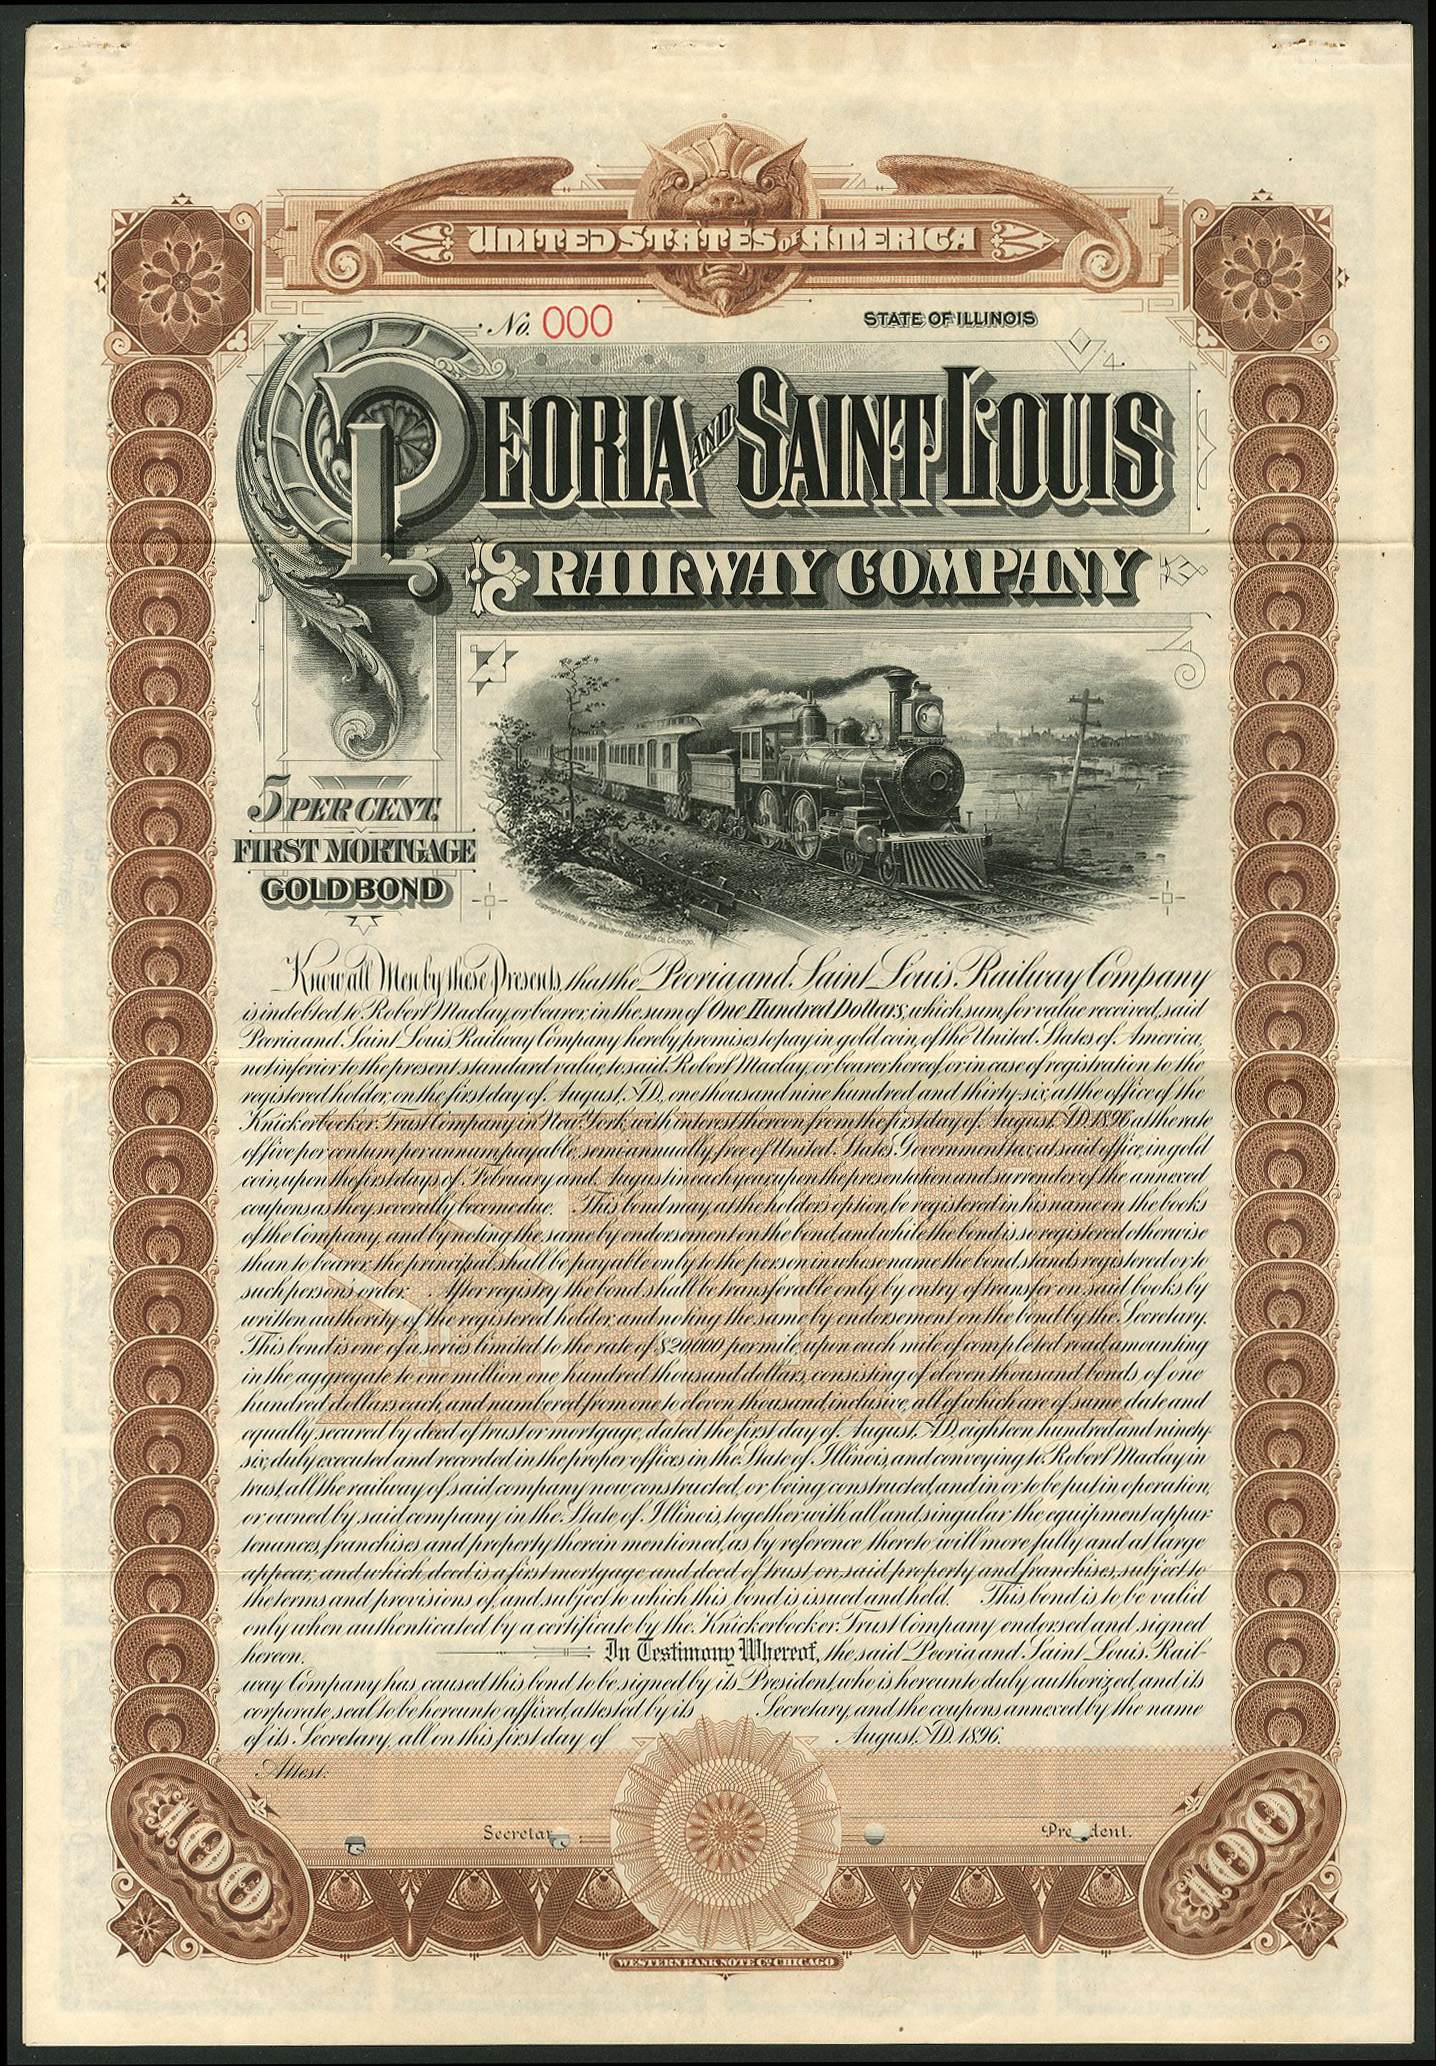 UNITED STATES OF AMERICA
No. 000
STATE OF ILLINOIS
PEORIA AND SAINT LOUIS
RAILWAY COMPANY
5 PER CENT.
FIRST MORTGAGE
GOLD BOND
Copyright 1892, by the Western Bank Note Co. Chicago.
Know all Men by these Presents, that the Peoria and Saint Louis Railway Company
is indebted to Robert Maclay, or bearer, in the sum of One Hundred Dollars, which sum for value received, said
Peoria and Saint Louis Railway Company hereby promises to pay in gold coin, of the United States of America,
not inferior to the present standard value, to said Robert Maclay, or bearer hereof, or in case of registration to the
registered holder, on the first day of August, A.D., one thousand nine hundred and thirty-six, at the office of the
Knickerbocker Trust Company in New York, with interest thereon from the first day of August, A.D. 1896 at the rate
of five per centum per annum, payable, semi-annually, free of United States Government tax, at said office, in gold
coin, upon the first days of February and August in each year, upon the presentation and surrender of the annexed
coupons as they severally become due. This bond may at the holder's option, be registered in his name on the books
of the Company, and by noting the same by endorsement on the bond, and while the bond is so registered otherwise
than to bearer, the principal shall be payable only to the person in whose name the bond stands registered or to
such person's order. After registry the bond shall be transferable only by entry of transfer on said books by
written authority of the registered holder, and noting the same by endorsement on the bond by the Secretary.
This bond is one of a series limited to the rate of $20,000 per mile, upon each mile of completed road, amounting
in the aggregate to one million, one hundred thousand dollars, consisting of eleven thousand bonds of one
hundred dollars each, and numbered from one to eleven thousand, inclusive, all of which are of same date and
equally secured by deed of trust or mortgage, dated the first day of August, A.D., eighteen hundred and ninety-
six, duly executed and recorded in the proper offices in the State of Illinois, and conveying to Robert Maclay in
trust, all the railway of said company now constructed, or being constructed, and in or to be put in operation,
or owned by said company in the State of Illinois, together with all and singular the equipment appur
tenances, franchises and property therein mentioned, as by reference thereto will more fully and at large
appear, and which deed is a first mortgage and deed of trust on said property and franchises, subject to
the terms and provisions of, and subject to which this bond is issued and held. This bond is to be valid
only when authenticated by a certificate by the Knickerbocker Trust Company endorsed and signed
hereon. In Testimony Whereof, the said Peoria and Saint Louis Rail-
way Company has caused this bond to be signed by its President, who is hereunto duly authorized, and its
corporate seal to be hereunto affixed, attested by its Secretary, and the coupons annexed by the name
of its Secretary, all on this first day of August, A.D. 1896.
Attest:
Secretar
Pre dent.
100
100
WESTERN BANK NOTE CO. CHICAGO